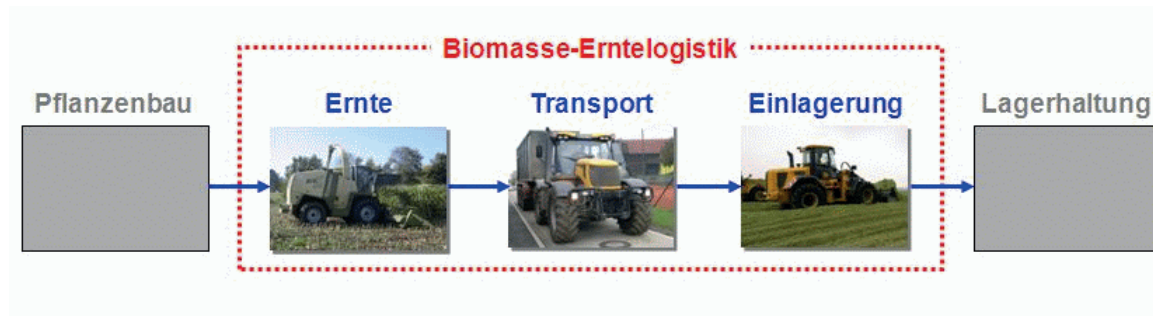 Biomasse-Erntelogistik
Pflanzenbau
Ernte
Transport
Einlagerung
Lagerhaltung